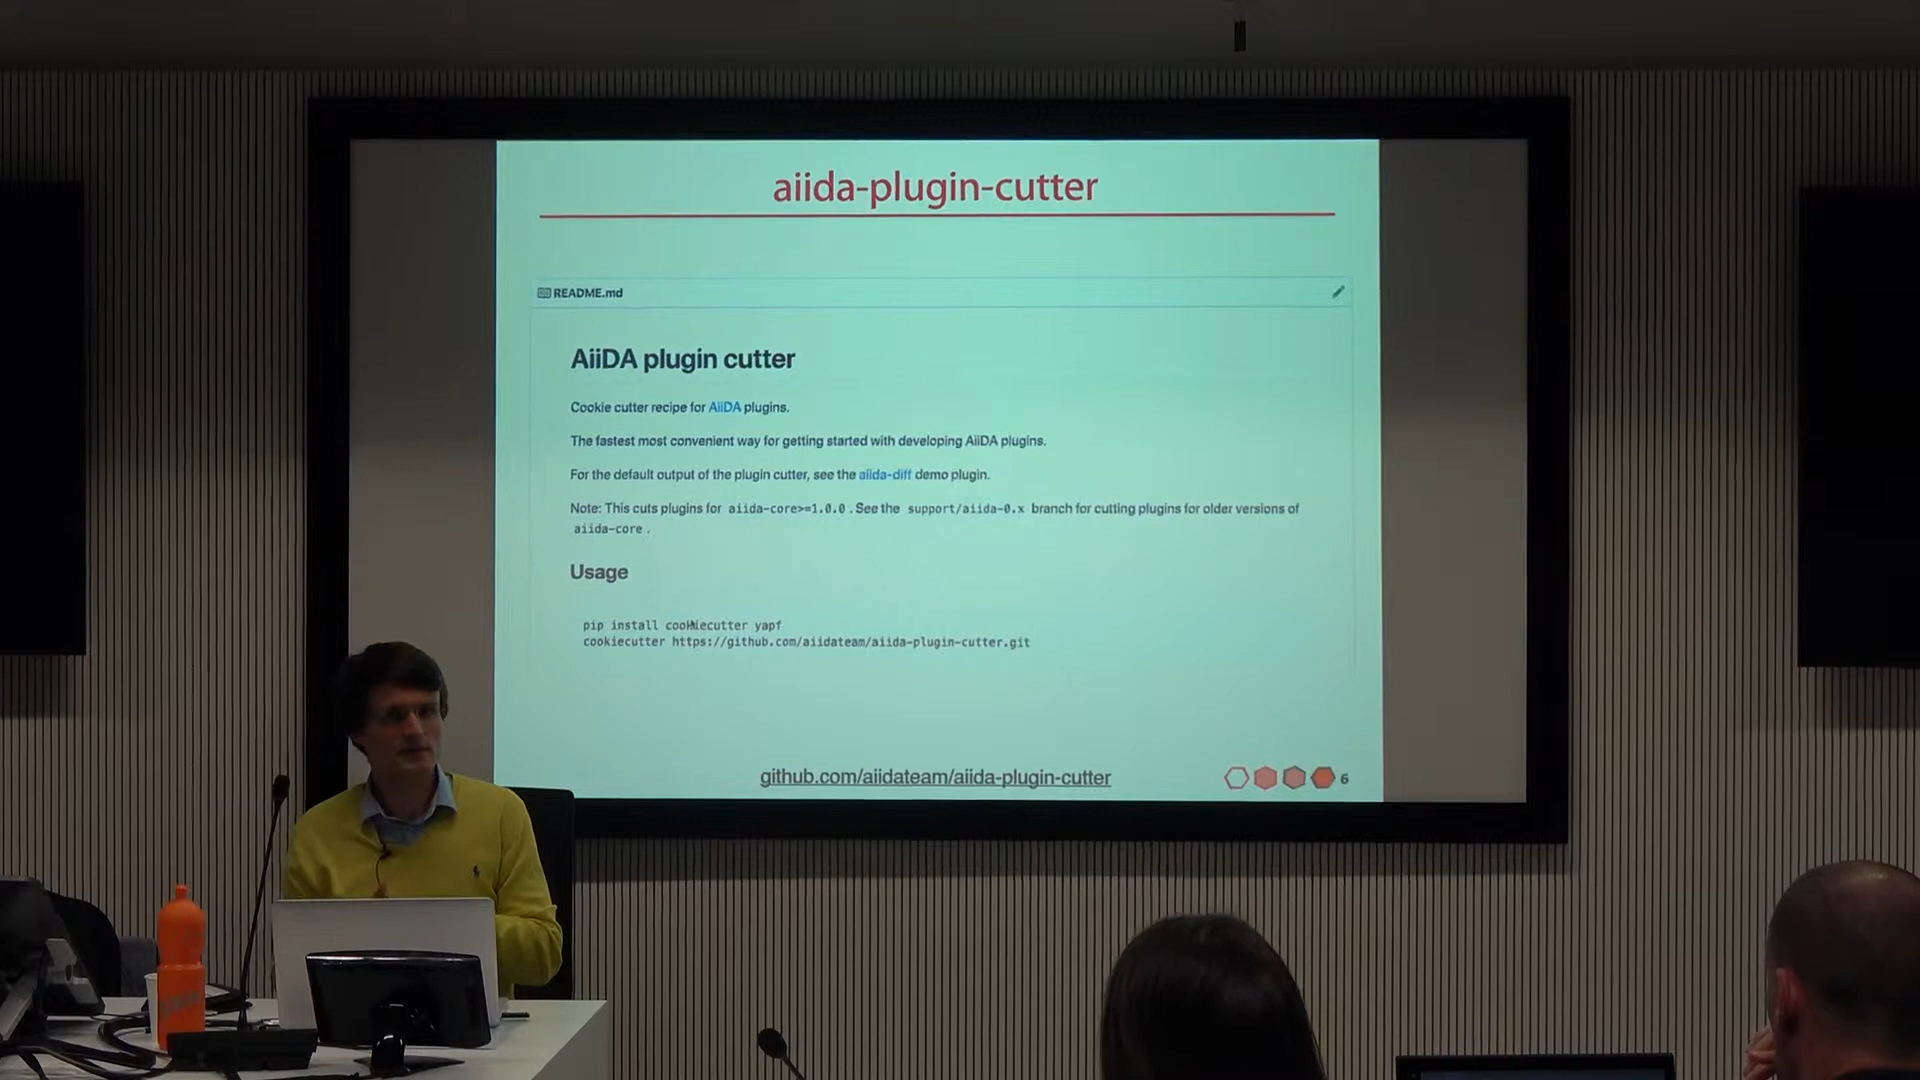 aiida-plugin-cutter
README.md
AiiDA plugin cutter
Cookie cutter recipe for AiiDA plugins.
The fastest most convenient way for getting started with developing AiiDA plugins.
For the default output of the plugin cutter, see the aiida-diff demo plugin.
Note: This cuts plugins for aiida-core>=1.0.0 . See the support/aiida-0.x branch for cutting plugins for older versions of
aiida-core .
Usage
pip install cookiecutter yapf
cookiecutter https://github.com/aiidateam/aiida-plugin-cutter.git
github.com/aiidateam/aiida-plugin-cutter
6